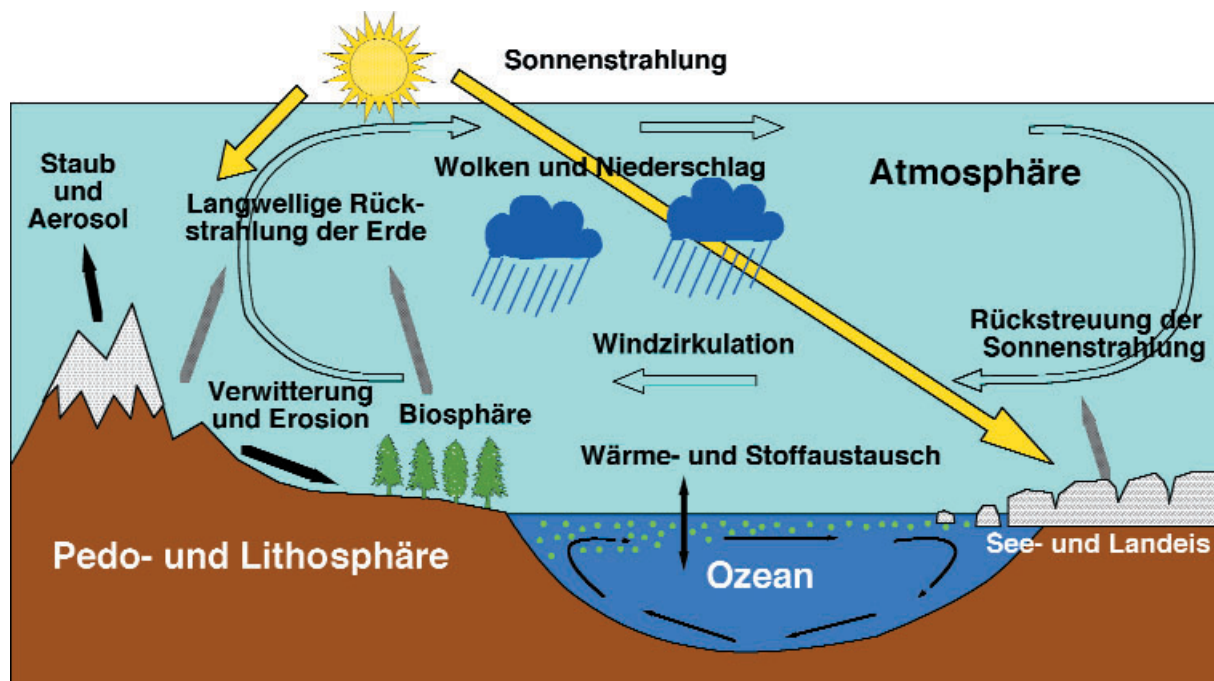 Sonnenstrahlung
Staub
und
Aerosol
Langwellige Rück-
strahlung der Erde
Wolken und Niederschlag
Atmosphäre
Windzirkulation
Rückstreuung der
Sonnenstrahlung
Verwitterung
und Erosion
Biosphäre
Wärme- und Stoffaustausch
Pedo- und Lithosphäre
Ozean
See- und Landeis